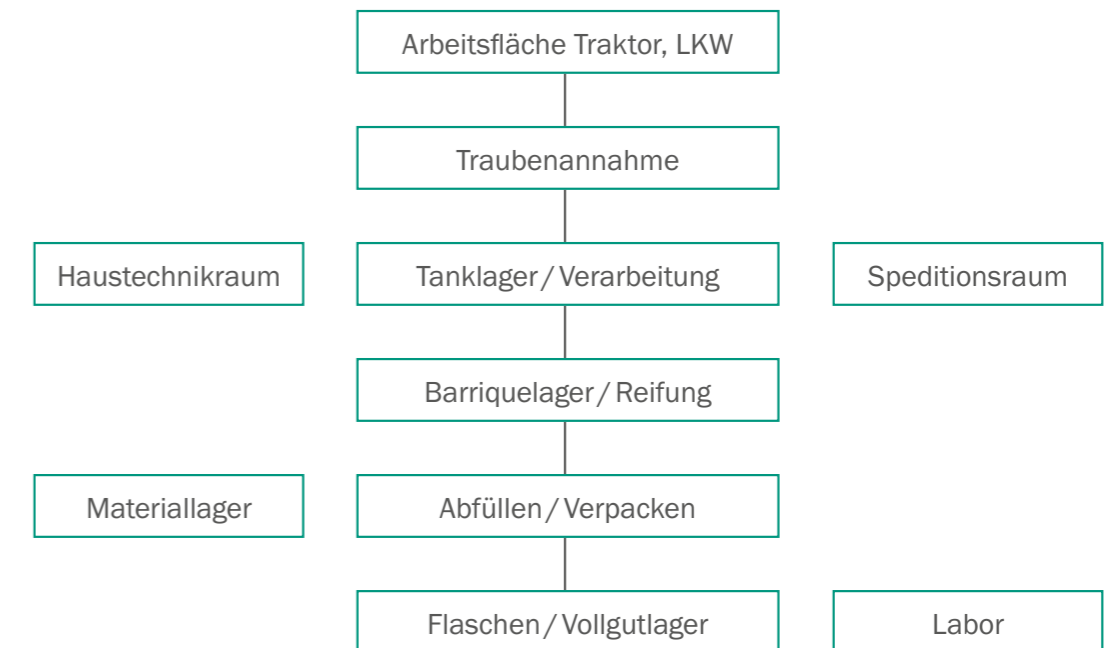 Arbeitsfläche Traktor, LKW
Traubenannahme
Haustechnikraum
Tanklager / Verarbeitung
Speditionsraum
Barriquelager / Reifung
Materiallager
Abfüllen / Verpacken
Flaschen / Vollgutlager
Labor